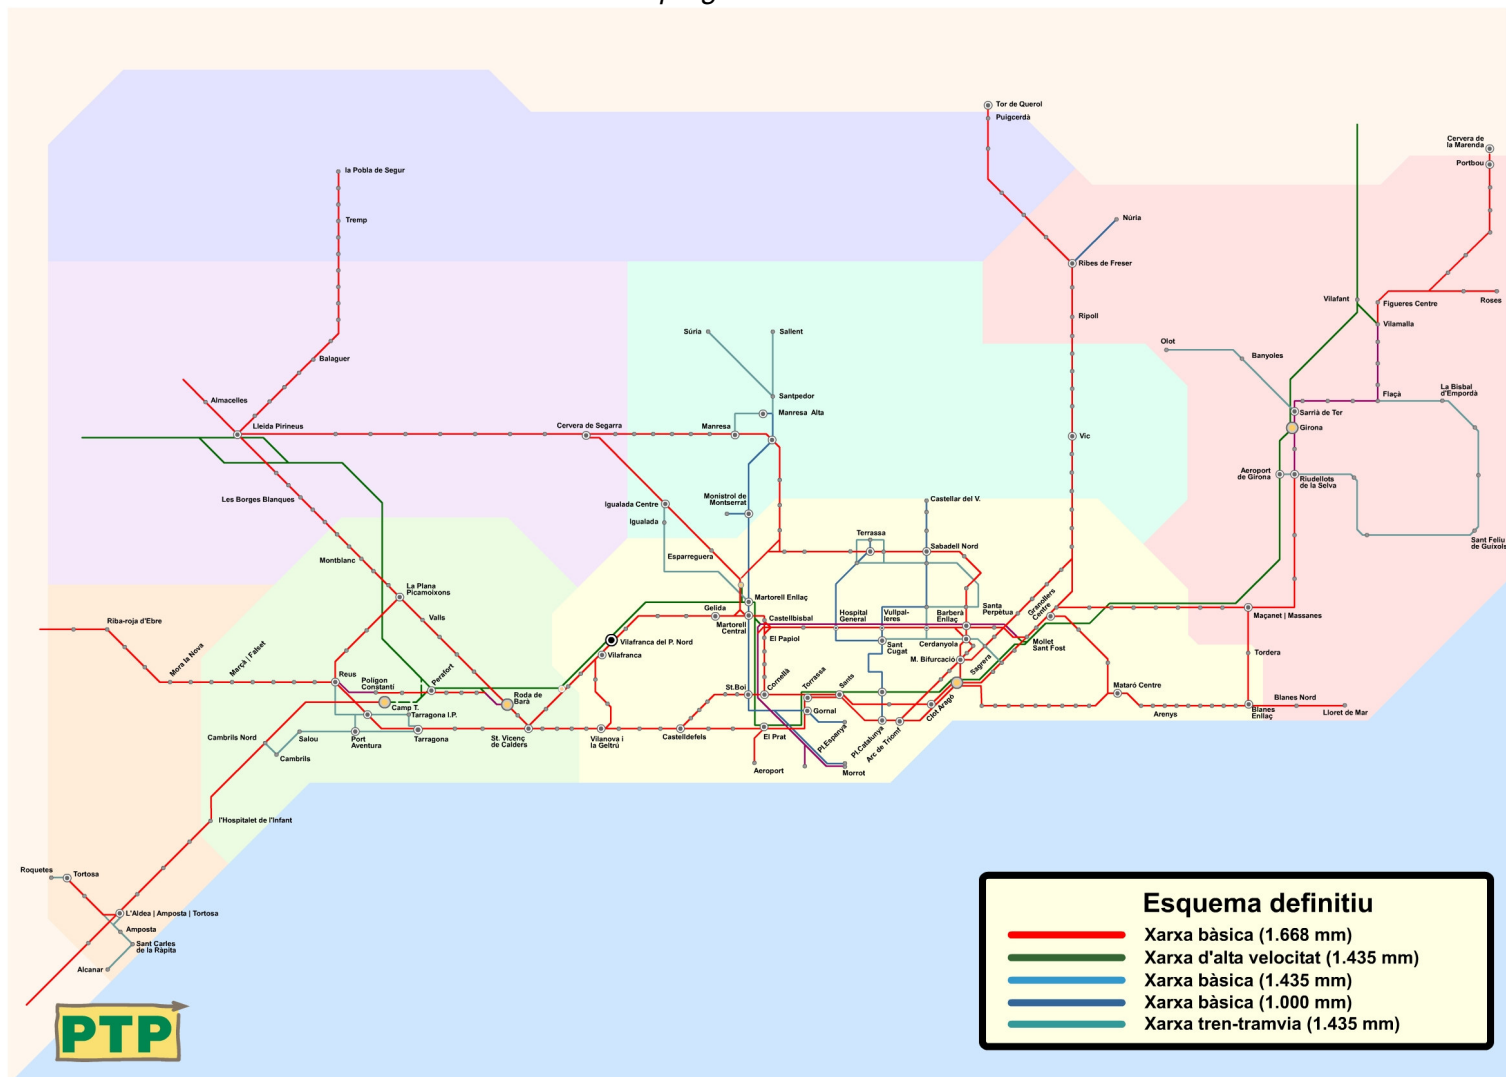 Tor de Querol
Puigcerdà
Cervera de
la Marenda
Portbou
la Pobla de Segur
Tremp
Núria
Ribes de Freser
Vilafant
Figueres Centre
Roses
Ripoll
Vilamalla
Súria
Sallent
Olot
Banyoles
Balaguer
Santpedor
Flaçà
La Bisbal
d'Empordà
Almacelles
Manresa Alta
Sarrià de Ter
Lleida Pirineus
Cervera de Segarra
Manresa
Girona
Vic
Aeroport
de Girona
Riudellots
de la Selva
Les Borges Blanques
Igualada Centre
Monistrol de
Montserrat
Castellar del V.
Igualada
Terrassa
Sabadell Nord
Sant Feliu
de Guíxols
Montblanc
Esparreguera
La Plana
Picamoixons
Martorell Enllaç
Granollers
Centre
Riba-roja d'Ebre
Valls
Gelida
Martorell
Central
Castellbisbal
Hospital
General
Vullpal-
leres
Barberà
Enllaç
Santa
Perpètua
Maçanet | Massanes
Vilafranca del P. Nord
El Papiol
Mollet
Sant Fost
Vilafranca
Sant
Cugat
Cerdanyola
Tordera
Mora la Nova
Marçà | Falset
M. Bifurcació
Sagrera
Reus
Polígon
Constantí
Perafort
St.Boi
Cornellà
Torrassa
Sants
Mataró Centre
Roda de
Barà
Camp T.
Tarragona I.P.
Gornal
Clot Aragó
Arenys
Blanes
Enllaç
Blanes Nord
Lloret de Mar
Cambrils Nord
Salou
Port
Aventura
Tarragona
St. Vicenç
de Calders
Vilanova i
la Geltrú
Castelldefels
El Prat
Pl.Espanya
Pl.Catalunya
Arc de Triomf
Cambrils
Aeroport
Morrot
l'Hospitalet de l'Infant
Roquetes
Tortosa
L'Aldea | Amposta | Tortosa
Amposta
Sant Carles
de la Ràpita
Alcanar
PTP
Esquema definitiu
Xarxa bàsica (1.668 mm)
Xarxa d'alta velocitat (1.435 mm)
Xarxa bàsica (1.435 mm)
Xarxa bàsica (1.000 mm)
Xarxa tren-tramvia (1.435 mm)